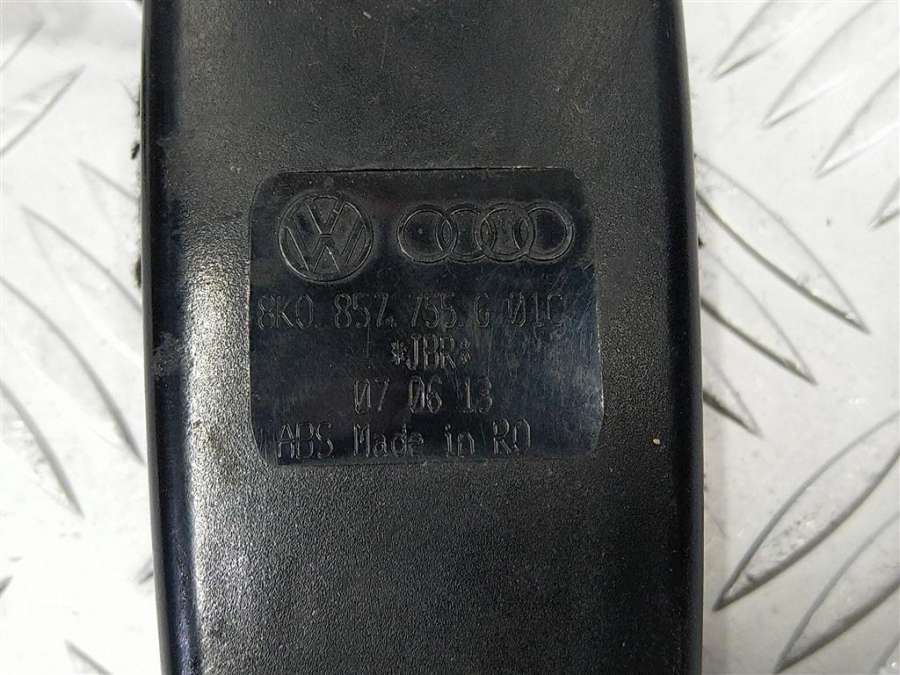 8K0. 857. 755. G 01C
*JBR*
07 06 13
ABS Made in RO